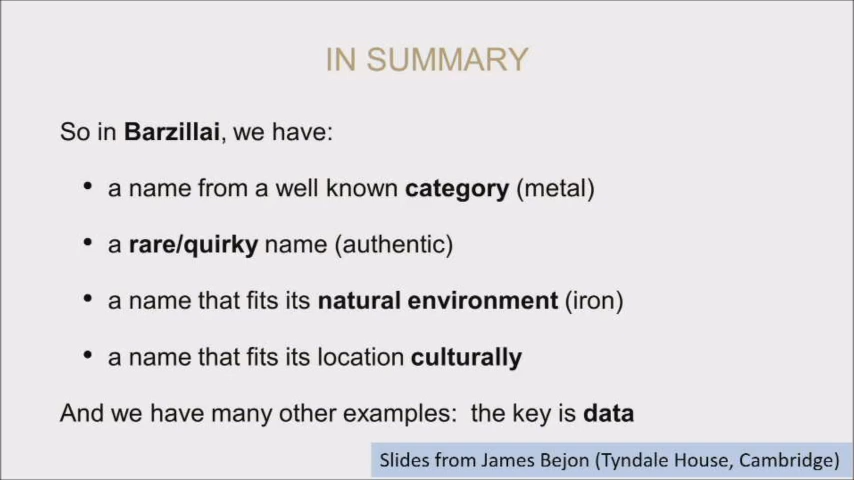 IN SUMMARY
So in Barzillai, we have:
• a name from a well known category (metal)
• a rare/quirky name (authentic)
• a name that fits its natural environment (iron)
• a name that fits its location culturally
And we have many other examples: the key is data
Slides from James Bejon (Tyndale House, Cambridge)